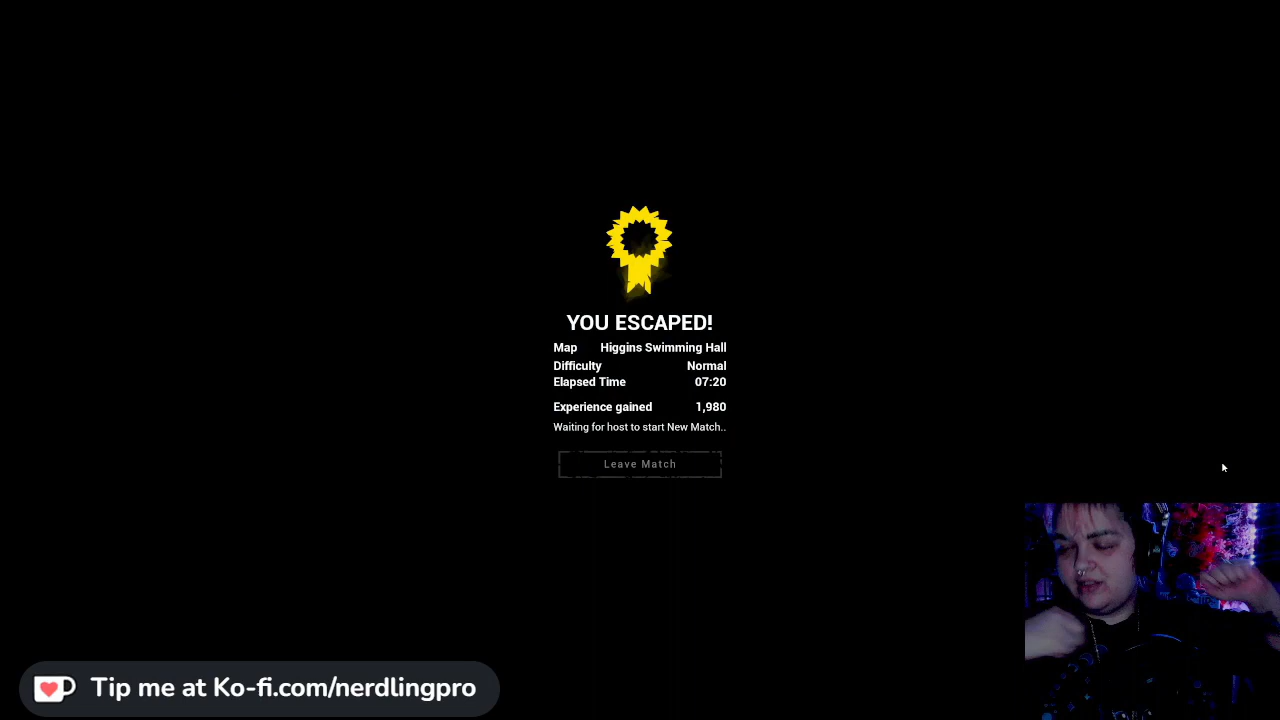 YOU ESCAPED!
Map Higgins Swimming Hall
Difficulty Normal
Elapsed Time 07:20
Experience gained 1,980
Waiting for host to start New Match..
Leave Match
Tip me at Ko-fi.com/nerdlingpro